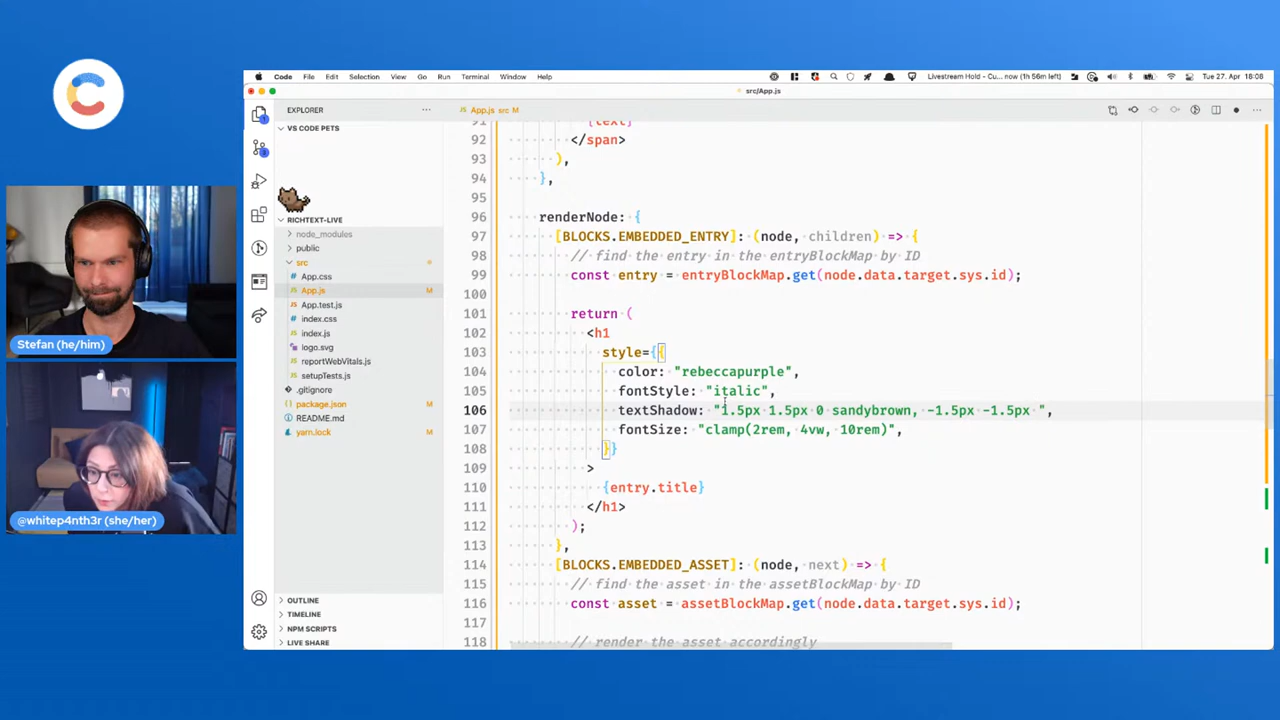 Code File Edit Selection View Go Run Terminal Window Help
Livestream Hold - Cu... now (1h 56m left)
Tue 27. Apr 18:08
src/App.js
EXPLORER
App.js src M
VS CODE PETS
RICHTEXT-LIVE
node_modules
public
src
App.css
App.js M
App.test.js
index.css
index.js
logo.svg
reportWebVitals.js
setupTests.js
.gitignore
package.json M
README.md
yarn.lock M
OUTLINE
TIMELINE
NPM SCRIPTS
LIVE SHARE
91 {text}
92 </span>
93 ),
94 },
95
96 renderNode: {
97 [BLOCKS.EMBEDDED_ENTRY]: (node, children) => {
98 // find the entry in the entryBlockMap by ID
99 const entry = entryBlockMap.get(node.data.target.sys.id);
100
101 return (
102 <h1
103 style={{
104 color: "rebeccapurple",
105 fontStyle: "italic",
106 textShadow: "1.5px 1.5px 0 sandybrown, -1.5px -1.5px ",
107 fontSize: "clamp(2rem, 4vw, 10rem)",
108 }}
109 >
110 {entry.title}
111 </h1>
112 );
113 },
114 [BLOCKS.EMBEDDED_ASSET]: (node, next) => {
115 // find the asset in the assetBlockMap by ID
116 const asset = assetBlockMap.get(node.data.target.sys.id);
117
118 // render the asset accordingly
Stefan (he/him)
@whitep4nth3r (she/her)